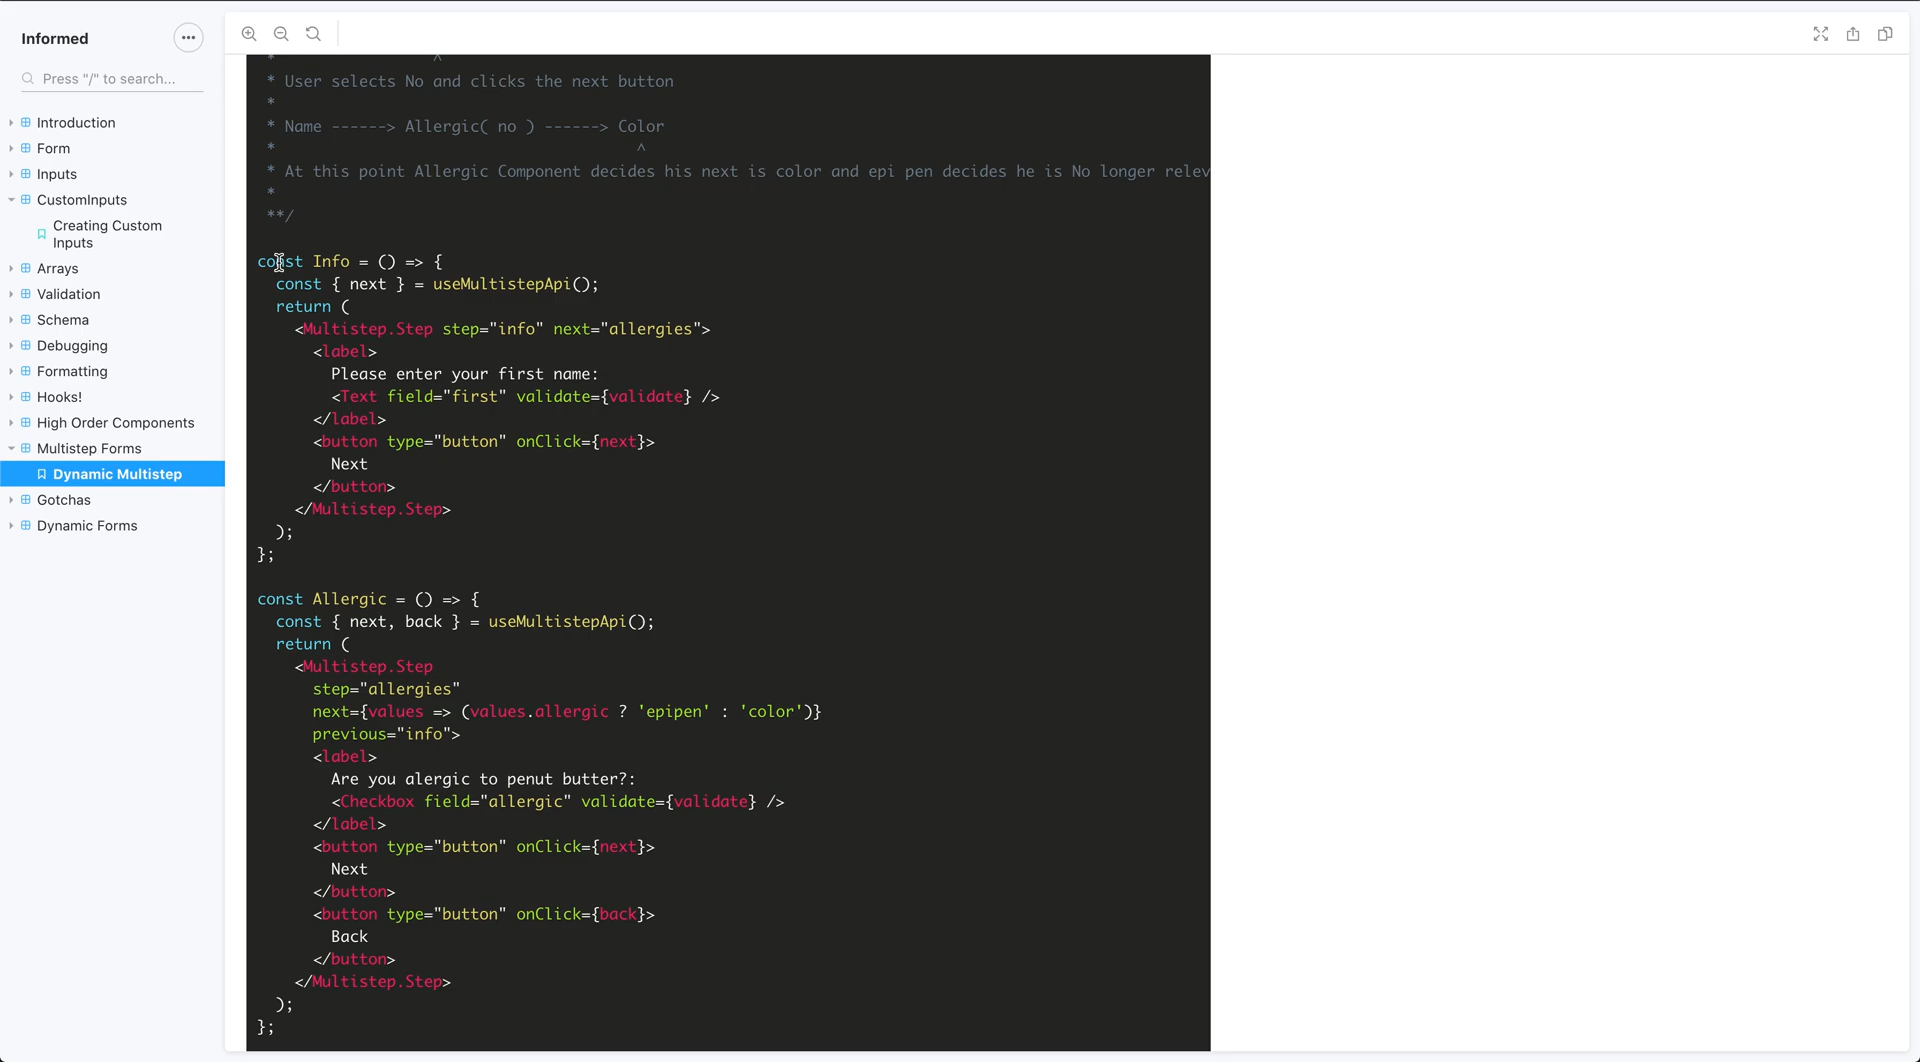 Informed
Press "/" to search...
Introduction
Form
Inputs
CustomInputs
Creating Custom
Inputs
Arrays
Validation
Schema
Debugging
Formatting
Hooks!
High Order Components
Multistep Forms
Dynamic Multistep
Gotchas
Dynamic Forms
* ^
* User selects No and clicks the next button
*
* Name ------> Allergic( no ) ------> Color
* ^
* At this point Allergic Component decides his next is color and epi pen decides he is No longer relev
*
**/
const Info = () => {
const { next } = useMultistepApi();
return (
<Multistep.Step step="info" next="allergies">
<label>
Please enter your first name:
<Text field="first" validate={validate} />
</label>
<button type="button" onClick={next}>
Next
</button>
</Multistep.Step>
);
};
const Allergic = () => {
const { next, back } = useMultistepApi();
return (
<Multistep.Step
step="allergies"
next={values => (values.allergic ? 'epipen' : 'color')}
previous="info">
<label>
Are you alergic to penut butter?:
<Checkbox field="allergic" validate={validate} />
</label>
<button type="button" onClick={next}>
Next
</button>
<button type="button" onClick={back}>
Back
</button>
</Multistep.Step>
);
};